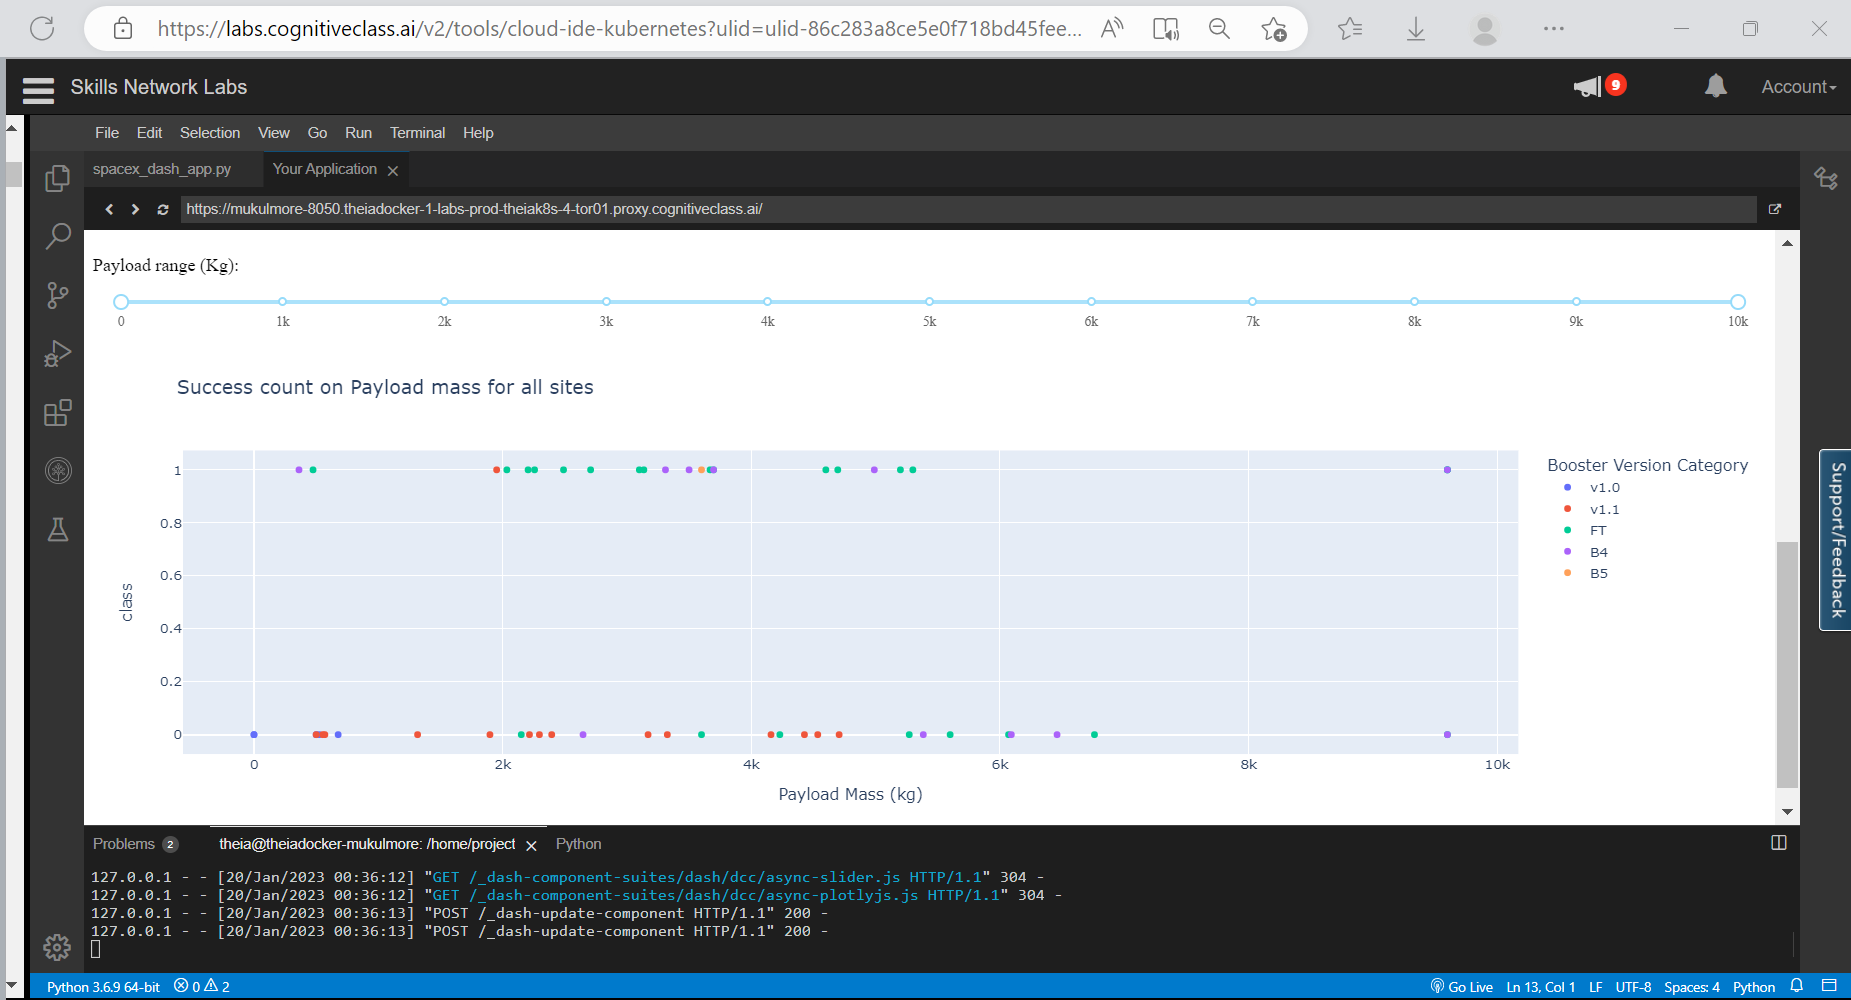 https://labs.cognitiveclass.ai/v2/tools/cloud-ide-kubernetes?ulid=ulid-86c283a8ce5e0f718bd45fee...
Skills Network Labs
9
Account
File Edit Selection View Go Run Terminal Help
spacex_dash_app.py
Your Application
https://mukulmore-8050.theiadocker-1-labs-prod-theiak8s-4-tor01.proxy.cognitiveclass.ai/
Payload range (Kg):
0 1k 2k 3k 4k 5k 6k 7k 8k 9k 10k
Success count on Payload mass for all sites
Booster Version Category
v1.0
v1.1
FT
B4
B5
1
0.8
0.6
0.4
0.2
0
class
0 2k 4k 6k 8k 10k
Payload Mass (kg)
Support/Feedback
Problems 2
theia@theiadocker-mukulmore: /home/project
Python
127.0.0.1 - - [20/Jan/2023 00:36:12] "GET /_dash-component-suites/dash/dcc/async-slider.js HTTP/1.1" 304 -
127.0.0.1 - - [20/Jan/2023 00:36:12] "GET /_dash-component-suites/dash/dcc/async-plotlyjs.js HTTP/1.1" 304 -
127.0.0.1 - - [20/Jan/2023 00:36:13] "POST /_dash-update-component HTTP/1.1" 200 -
127.0.0.1 - - [20/Jan/2023 00:36:13] "POST /_dash-update-component HTTP/1.1" 200 -
Python 3.6.9 64-bit 0 2 Go Live Ln 13, Col 1 LF UTF-8 Spaces: 4 Python